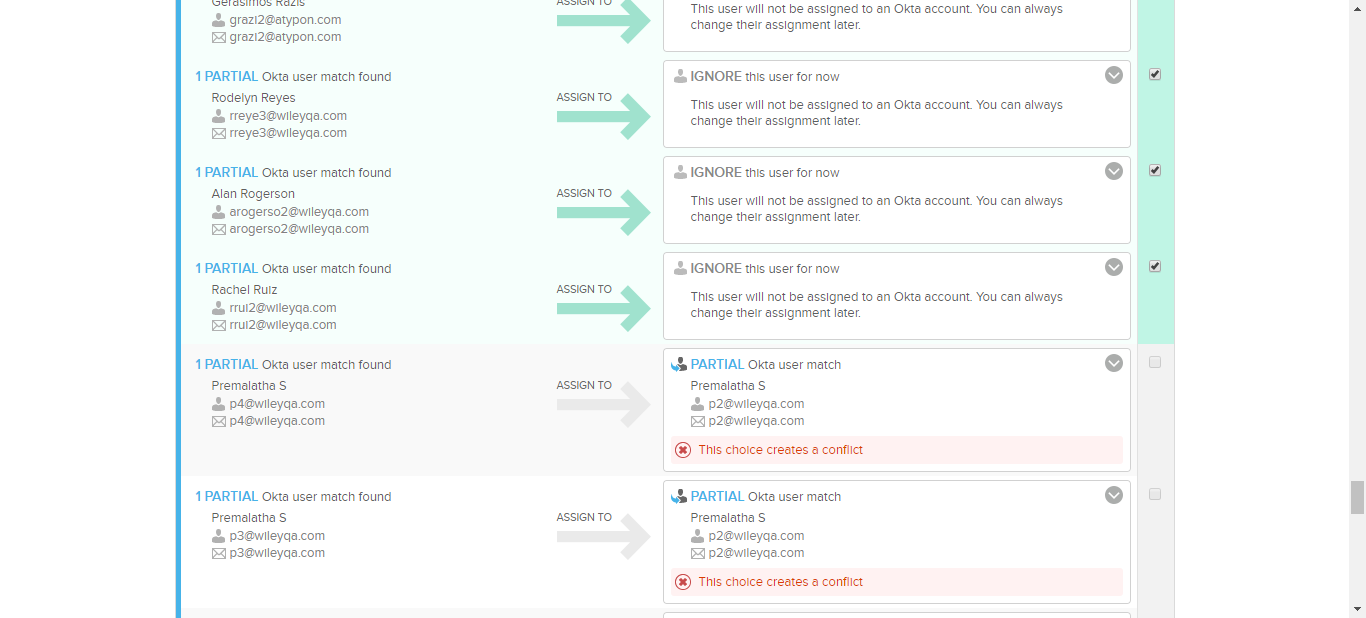 Gerasimos Razis
grazi2@atypon.com
grazi2@atypon.com
ASSIGN TO
This user will not be assigned to an Okta account. You can always
change their assignment later.
1 PARTIAL Okta user match found
Rodelyn Reyes
rreye3@wileyqa.com
rreye3@wileyqa.com
ASSIGN TO
IGNORE this user for now
This user will not be assigned to an Okta account. You can always
change their assignment later.
1 PARTIAL Okta user match found
Alan Rogerson
arogerso2@wileyqa.com
arogerso2@wileyqa.com
ASSIGN TO
IGNORE this user for now
This user will not be assigned to an Okta account. You can always
change their assignment later.
1 PARTIAL Okta user match found
Rachel Ruiz
rrui2@wileyqa.com
rrui2@wileyqa.com
ASSIGN TO
IGNORE this user for now
This user will not be assigned to an Okta account. You can always
change their assignment later.
1 PARTIAL Okta user match found
Premalatha S
p4@wileyqa.com
p4@wileyqa.com
ASSIGN TO
PARTIAL Okta user match
Premalatha S
p2@wileyqa.com
p2@wileyqa.com
This choice creates a conflict
1 PARTIAL Okta user match found
Premalatha S
p3@wileyqa.com
p3@wileyqa.com
ASSIGN TO
PARTIAL Okta user match
Premalatha S
p2@wileyqa.com
p2@wileyqa.com
This choice creates a conflict